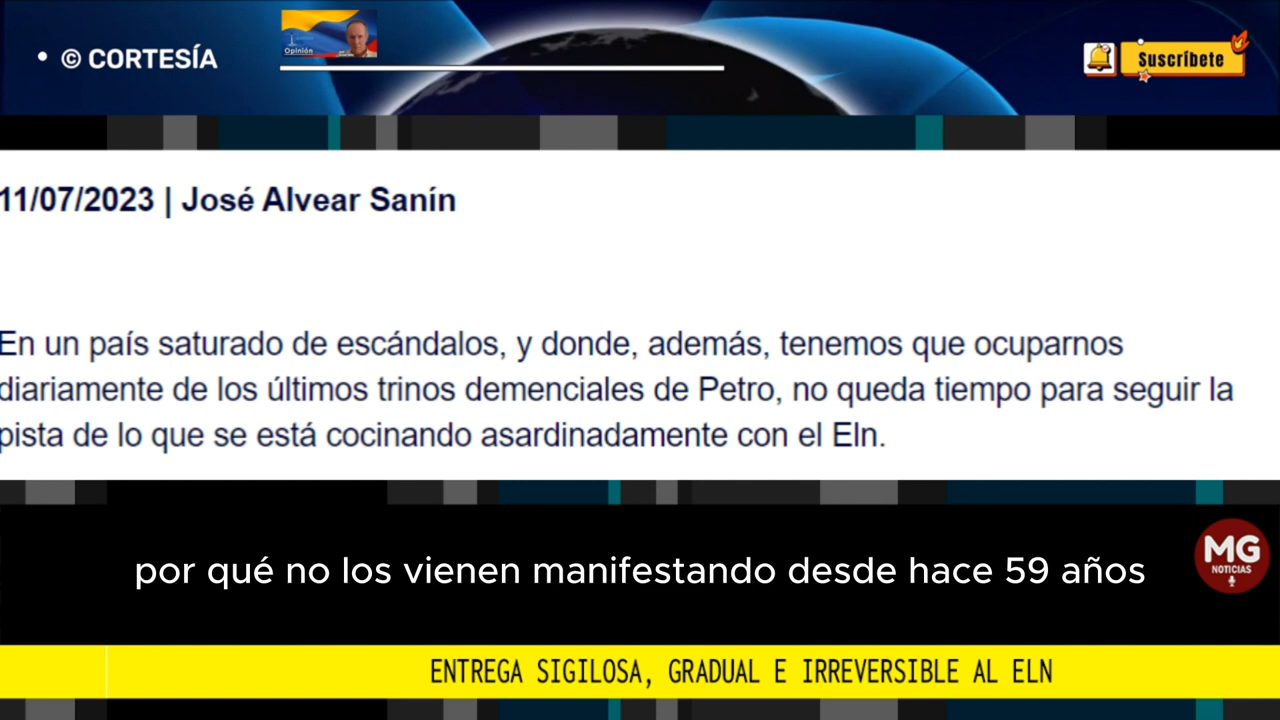 • © CORTESÍA
Opinión
Suscríbete
11/07/2023 | José Alvear Sanín
En un país saturado de escándalos, y donde, además, tenemos que ocuparnos
diariamente de los últimos trinos demenciales de Petro, no queda tiempo para seguir la
pista de lo que se está cocinando asardinadamente con el Eln.
por qué no los vienen manifestando desde hace 59 años
MG
NOTICIAS
ENTREGA SIGILOSA, GRADUAL E IRREVERSIBLE AL ELN